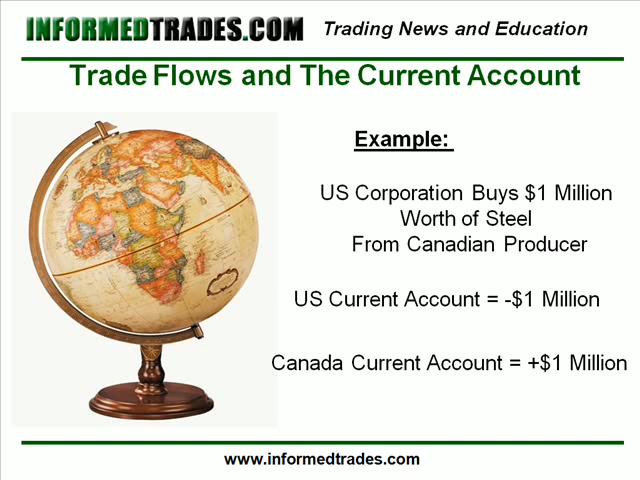 INFORMEDTRADES.COM Trading News and Education
Trade Flows and The Current Account
Example:
US Corporation Buys $1 Million
Worth of Steel
From Canadian Producer
US Current Account = -$1 Million
Canada Current Account = +$1 Million
www.informedtrades.com